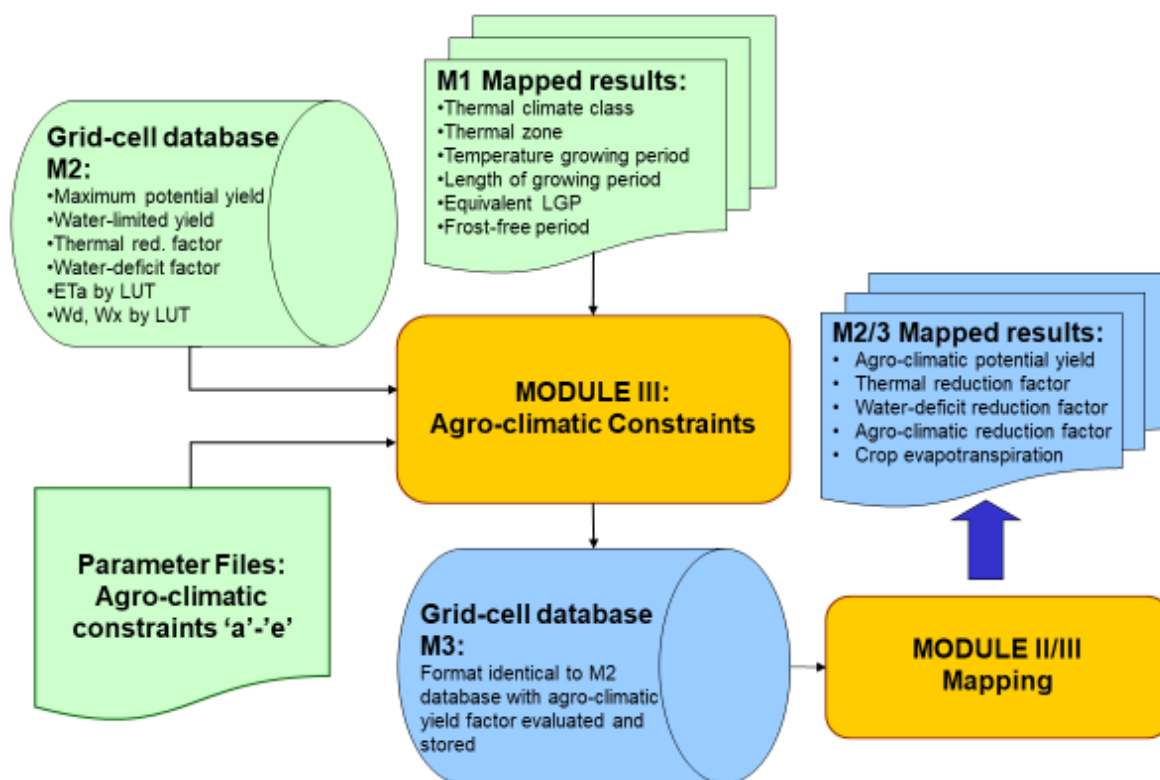 M1 Mapped results:
•Thermal climate class
•Thermal zone
•Temperature growing period
•Length of growing period
•Equivalent LGP
•Frost-free period
Grid-cell database
M2:
•Maximum potential yield
•Water-limited yield
•Thermal red. factor
•Water-deficit factor
•ETa by LUT
•Wd, Wx by LUT
MODULE III:
Agro-climatic Constraints
M2/3 Mapped results:
• Agro-climatic potential yield
• Thermal reduction factor
• Water-deficit reduction factor
• Agro-climatic reduction factor
• Crop evapotranspiration
Parameter Files:
Agro-climatic
constraints ‘a’-’e’
Grid-cell database
M3:
Format identical to M2
database with agro-climatic
yield factor evaluated and
stored
MODULE II/III
Mapping